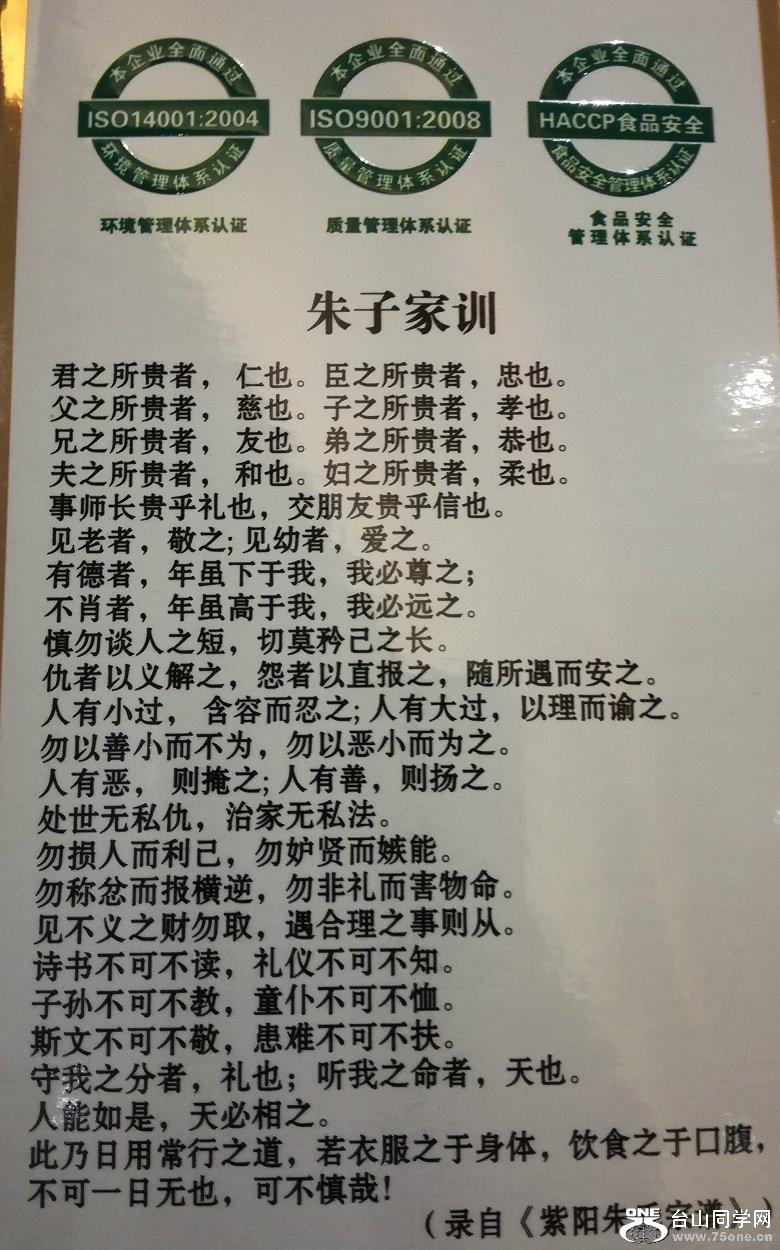 本企业全面通过
ISO14001:2004
环境管理体系认证
环境管理体系认证
本企业全面通过
ISO9001:2008
质量管理体系认证
质量管理体系认证
本企业全面通过
HACCP食品安全
食品安全管理体系认证
食品安全
管理体系认证
朱子家训
君之所贵者，仁也。臣之所贵者，忠也。
父之所贵者，慈也。子之所贵者，孝也。
兄之所贵者，友也。弟之所贵者，恭也。
夫之所贵者，和也。妇之所贵者，柔也。
事师长贵乎礼也，交朋友贵乎信也。
见老者，敬之；见幼者，爱之。
有德者，年虽下于我，我必尊之；
不肖者，年虽高于我，我必远之。
慎勿谈人之短，切莫矜己之长。
仇者以义解之，怨者以直报之，随所遇而安之。
人有小过，含容而忍之；人有大过，以理而谕之。
勿以善小而不为，勿以恶小而为之。
人有恶，则掩之；人有善，则扬之。
处世无私仇，治家无私法。
勿损人而利己，勿妒贤而嫉能。
勿称忿而报横逆，勿非礼而害物命。
见不义之财勿取，遇合理之事则从。
诗书不可不读，礼仪不可不知。
子孙不可不教，童仆不可不恤。
斯文不可不敬，患难不可不扶。
守我之分者，礼也；听我之命者，天也。
人能如是，天必相之。
此乃日用常行之道，若衣服之于身体，饮食之于口腹，
不可一日无也，可不慎哉！
（录自《紫阳朱氏宗谱》）
ONE 台山同学网
www.75one.cn